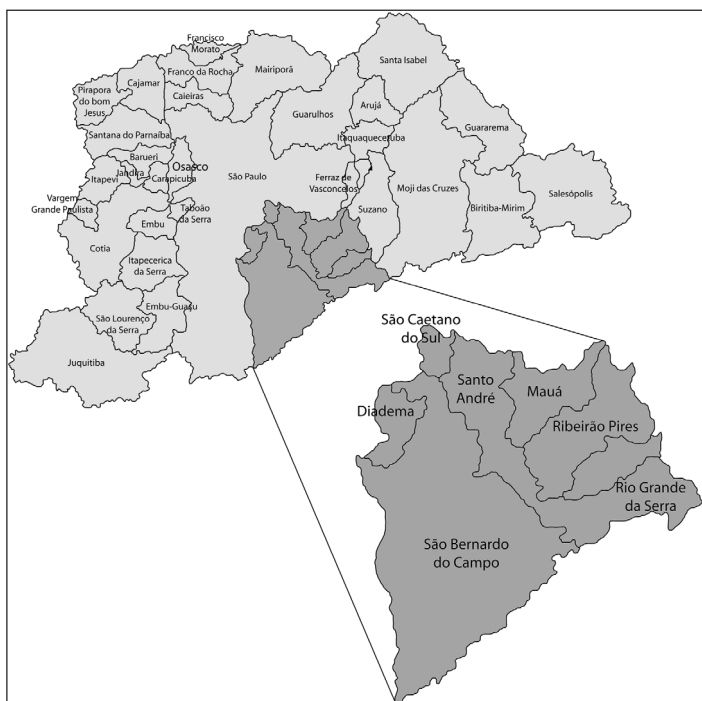 Francisco
Morato
Santa Isabel
Franco da Rocha
Mairiporã
Cajamar
Pirapora
do bom
Jesus
Caieiras
Arujá
Guarulhos
Guararema
Santana do Parnaíba
Itaquaquecetuba
Barueri
Osasco
Jandira
Itapevi
Carapicuba
São Paulo
Ferraz de
Vasconcelos
Moji das Cruzes
Salesópolis
Biritiba-Mirim
Vargem
Grande Paulista
Taboão
da Serra
Suzano
Embu
Cotia
Itapecerica
da Serra
Embu-Guaçu
São Lourenço
da Serra
Juquitiba
São Caetano
do Sul
Santo
André
Mauá
Diadema
Ribeirão Pires
Rio Grande
da Serra
São Bernardo
do Campo